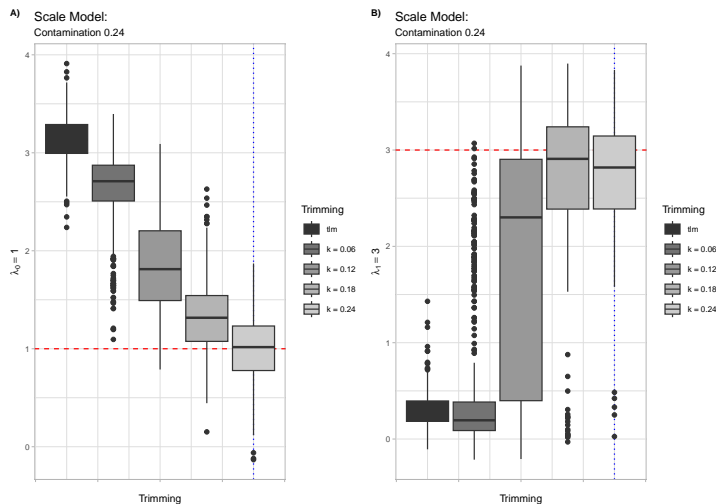 A)
Scale Model:
Contamination 0.24
4
3
2
1
0
λ₀ = 1
Trimming
Trimming
tlm
k = 0.06
k = 0.12
k = 0.18
k = 0.24
B)
Scale Model:
Contamination 0.24
4
3
2
1
0
λ₁ = 3
Trimming
Trimming
tlm
k = 0.06
k = 0.12
k = 0.18
k = 0.24